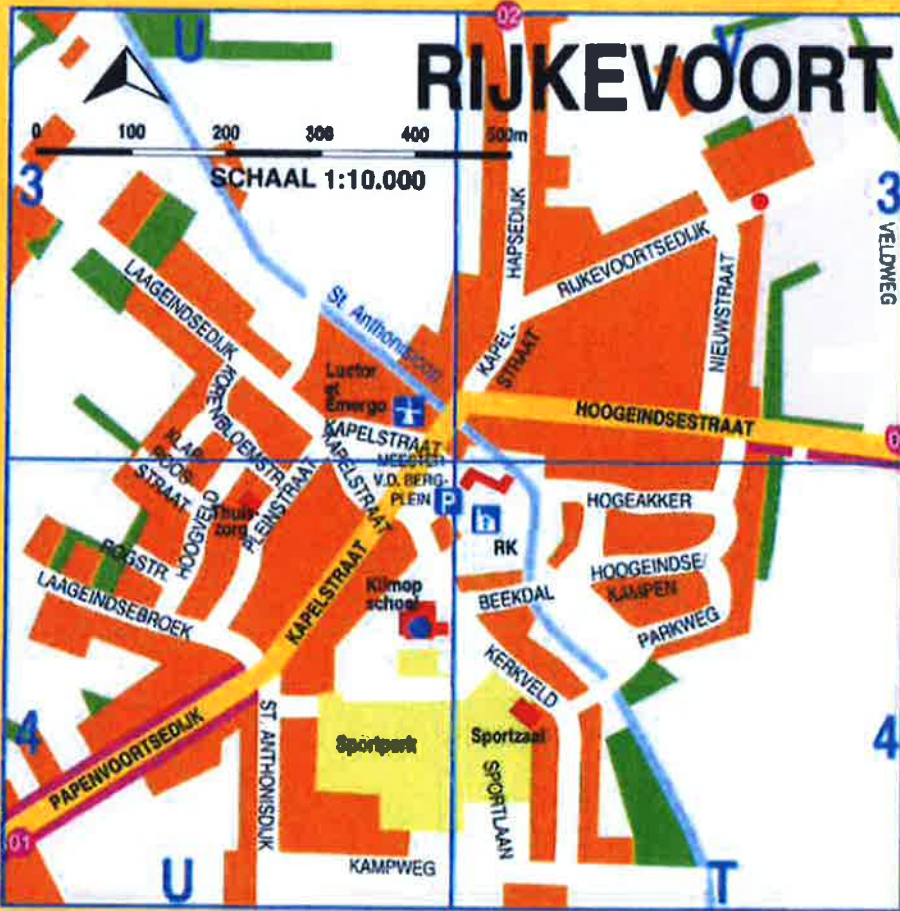 02
U
V
RIJKEVOORT
0 100 200 300 400 500m
SCHAAL 1:10.000
3
3
HAPSEDIJK
RIJKEVOORTSEDIJK
VELDWEG
NIEUWSTRAAT
LAAGEINDSEDIJK
St. Anthonisloop
KAPEL-
STRAAT
Luctor
et
Emergo
KORENBLOEMSTR.
HOOGEINDSESTRAAT
KAPELSTRAAT
KAPELSTRAAT
MEESTER
V.D. BERG-
PLEIN
P
KLAP-
ROOS-
STRAAT
HOOGVELD
Thuis-
zorg
PLEINSTRAAT
HOGEAKKER
RK
ROGSTR.
LAAGEINDSEBROEK
KAPELSTRAAT
Klimop
school
BEEKDAL
HOOGEINDSE/
KAMPEN
PARKWEG
KERKVELD
4
4
PAPENVOORTSEDIJK
ST. ANTHONISDIJK
Sportpark
Sportzaal
SPORTLAAN
01
KAMPWEG
U
T